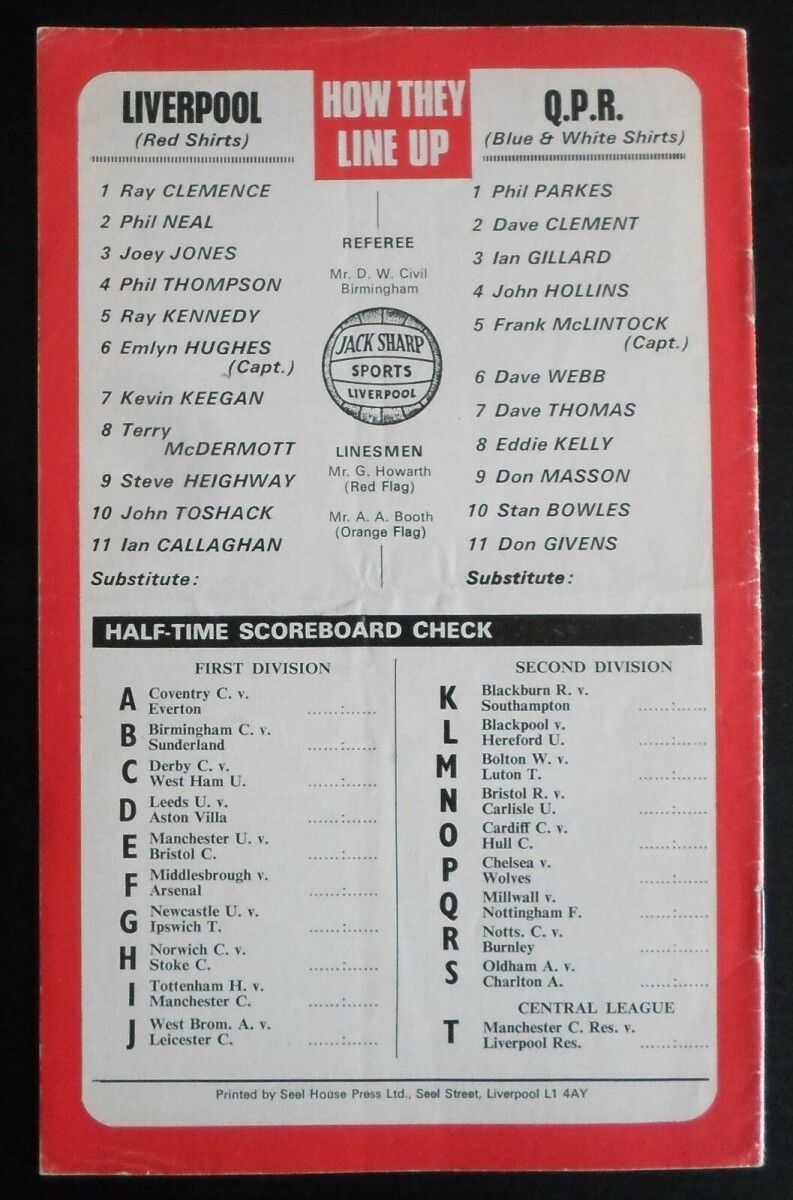 LIVERPOOL
(Red Shirts)
1 Ray CLEMENCE
2 Phil NEAL
3 Joey JONES
4 Phil THOMPSON
5 Ray KENNEDY
6 Emlyn HUGHES
(Capt.)
7 Kevin KEEGAN
8 Terry
McDERMOTT
9 Steve HEIGHWAY
10 John TOSHACK
11 Ian CALLAGHAN
Substitute:
HOW THEY
LINE UP
REFEREE
Mr. D. W. Civil
Birmingham
JACK SHARP
SPORTS
LIVERPOOL
LINESMEN
Mr. G. Howarth
(Red Flag)
Mr. A. A. Booth
(Orange Flag)
Q.P.R.
(Blue & White Shirts)
1 Phil PARKES
2 Dave CLEMENT
3 Ian GILLARD
4 John HOLLINS
5 Frank McLINTOCK
(Capt.)
6 Dave WEBB
7 Dave THOMAS
8 Eddie KELLY
9 Don MASSON
10 Stan BOWLES
11 Don GIVENS
Substitute:
HALF-TIME SCOREBOARD CHECK
FIRST DIVISION
A Coventry C. v.
Everton ......:......
B Birmingham C. v.
Sunderland ......:......
C Derby C. v.
West Ham U. ......:......
D Leeds U. v.
Aston Villa ......:......
E Manchester U. v.
Bristol C. ......:......
F Middlesbrough v.
Arsenal ......:......
G Newcastle U. v.
Ipswich T. ......:......
H Norwich C. v.
Stoke C. ......:......
I Tottenham H. v.
Manchester C. ......:......
J West Brom. A. v.
Leicester C. ......:......
SECOND DIVISION
K Blackburn R. v.
Southampton ......:......
L Blackpool v.
Hereford U. ......:......
M Bolton W. v.
Luton T. ......:......
N Bristol R. v.
Carlisle U. ......:......
O Cardiff C. v.
Hull C. ......:......
P Chelsea v.
Wolves ......:......
Q Millwall v.
Nottingham F. ......:......
R Notts. C. v.
Burnley ......:......
S Oldham A. v.
Charlton A. ......:......
CENTRAL LEAGUE
T Manchester C. Res. v.
Liverpool Res. ......:......
Printed by Seel House Press Ltd., Seel Street, Liverpool L1 4AY